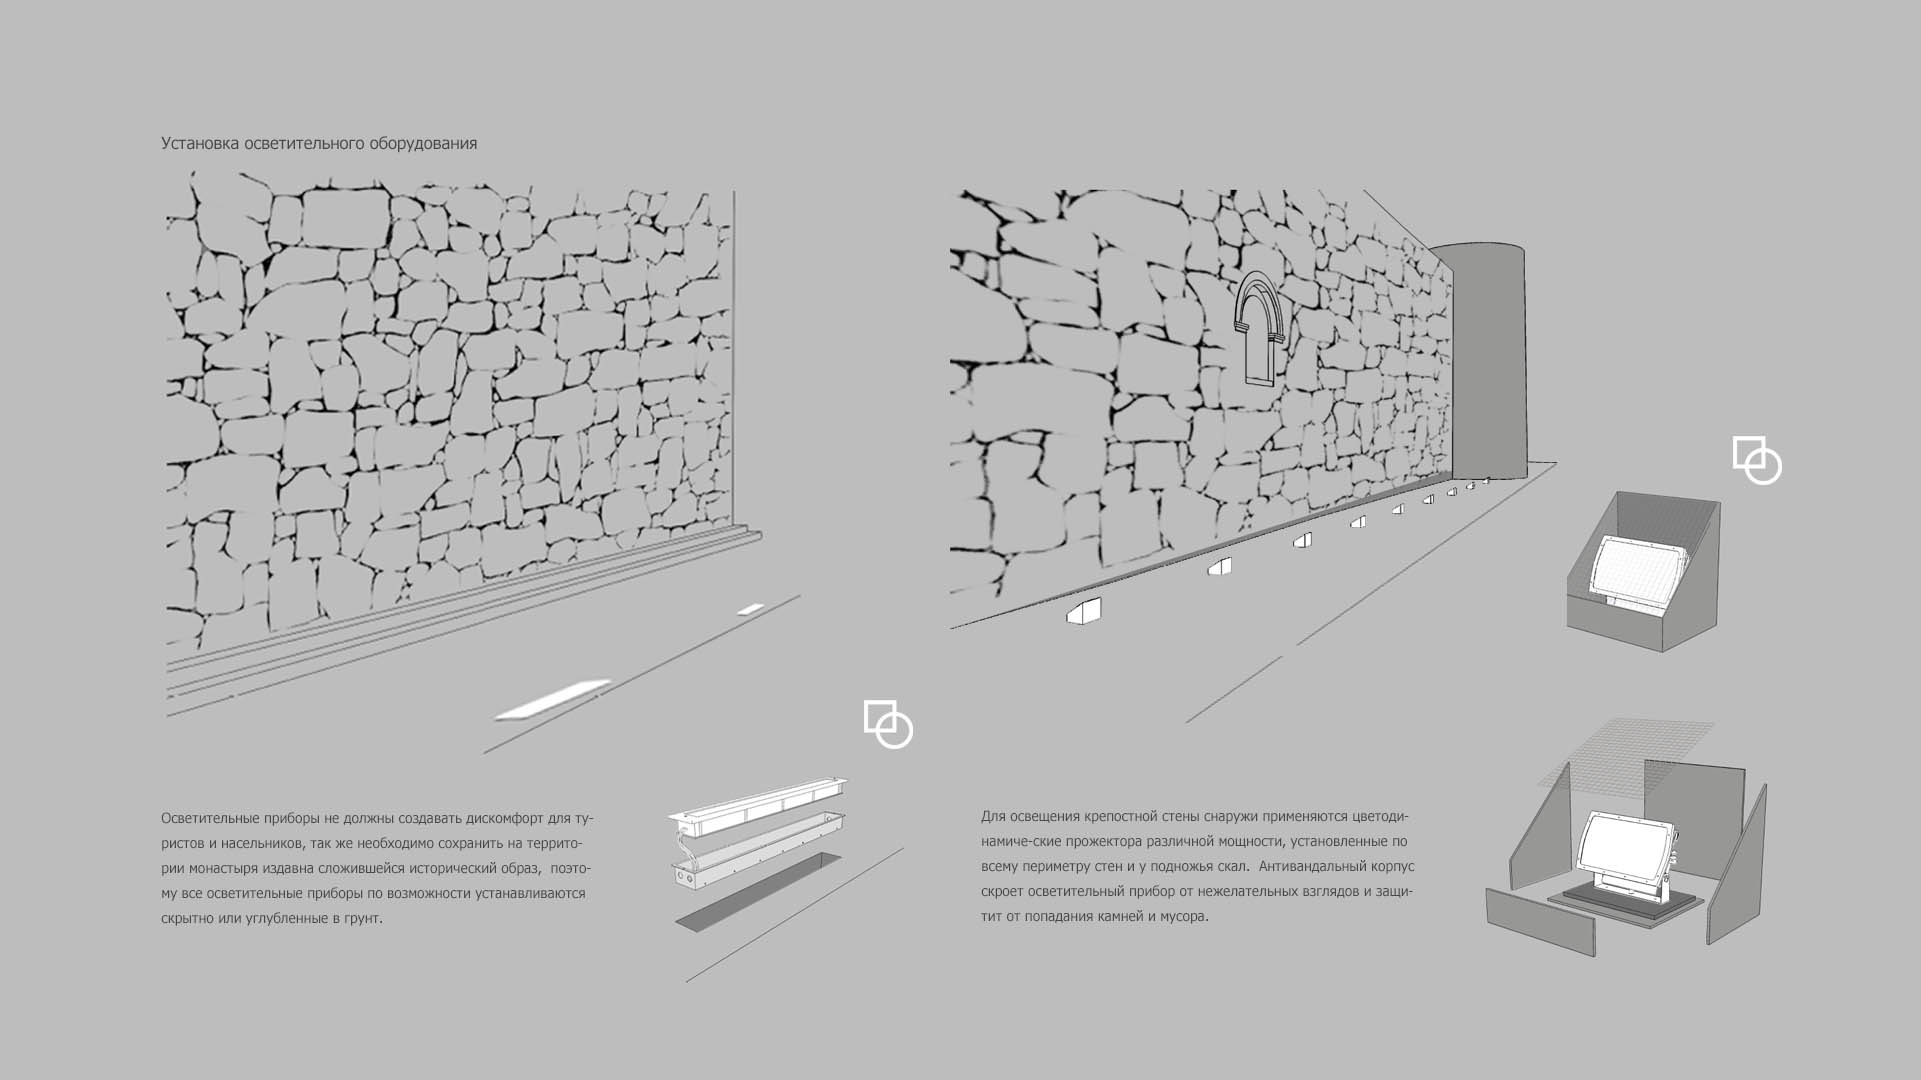 Установка осветительного оборудования
Осветительные приборы не должны создавать дискомфорт для ту-
ристов и насельников, так же необходимо сохранить на террито-
рии монастыря издавна сложившейся исторический образ,  поэто-
му все осветительные приборы по возможности устанавливаются
скрытно или углубленные в грунт.
Для освещения крепостной стены снаружи применяются цветоди-
намиче-ские прожектора различной мощности, установленные по
всему периметру стен и у подножья скал.  Антивандальный корпус
скроет осветительный прибор от нежелательных взглядов и защи-
тит от попадания камней и мусора.